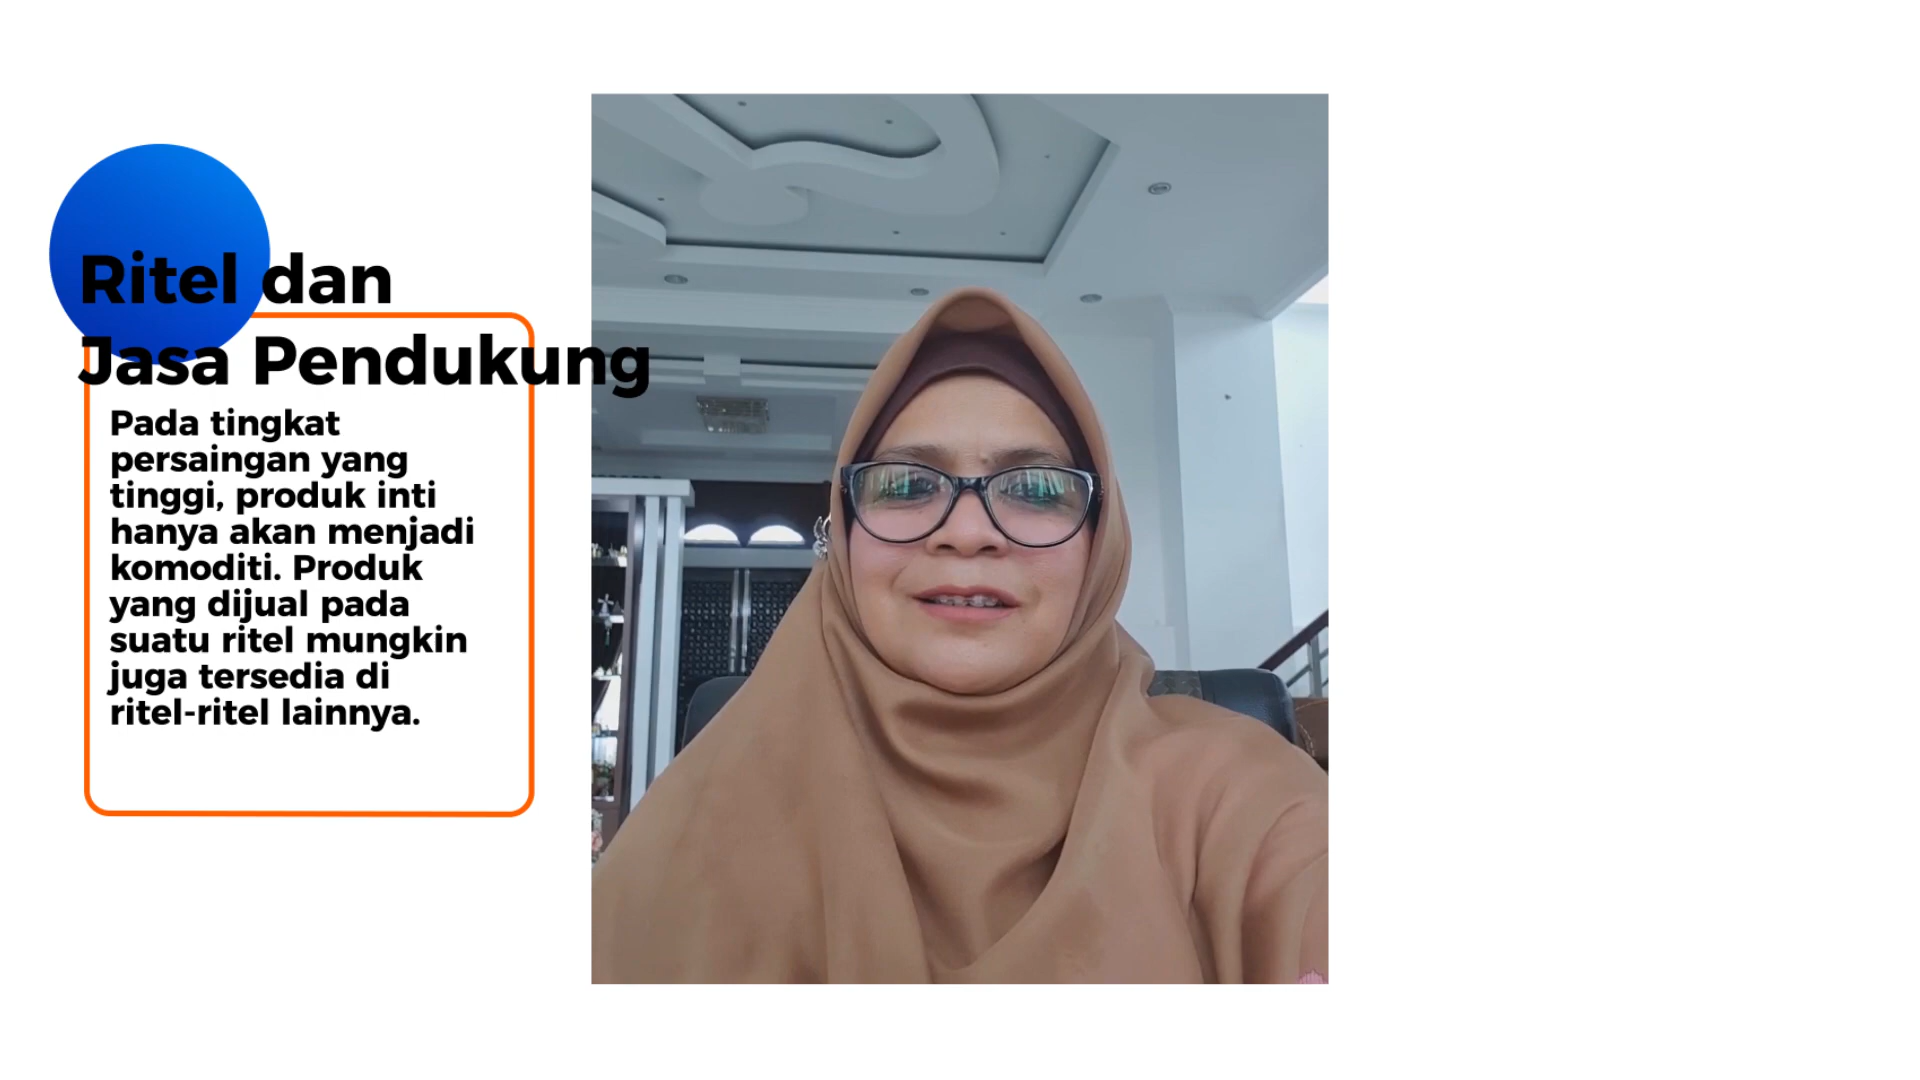 Ritel dan
Jasa Pendukung
Pada tingkat
persaingan yang
tinggi, produk inti
hanya akan menjadi
komoditi. Produk
yang dijual pada
suatu ritel mungkin
juga tersedia di
ritel-ritel lainnya.